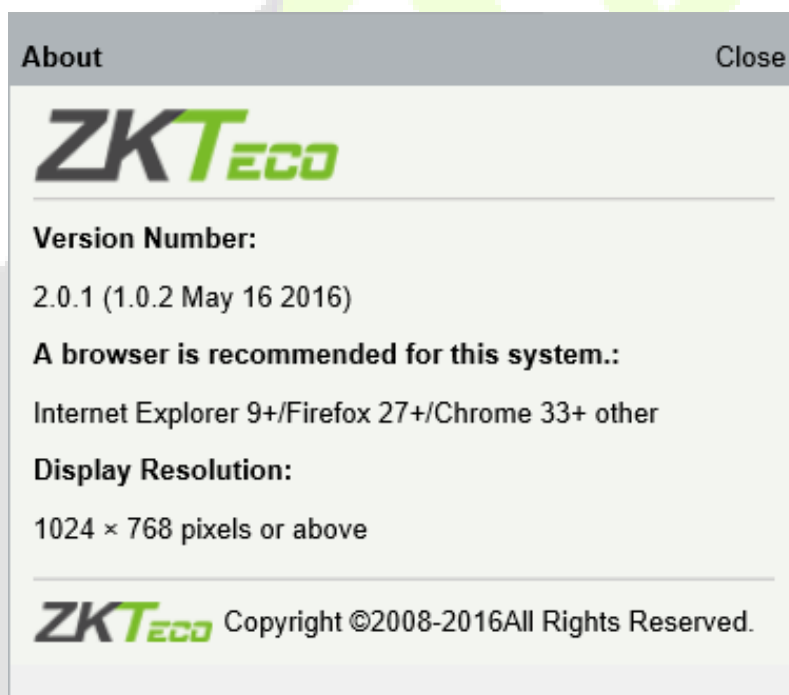 About
Close
ZKTECO
Version Number:
2.0.1 (1.0.2 May 16 2016)
A browser is recommended for this system.:
Internet Explorer 9+/Firefox 27+/Chrome 33+ other
Display Resolution:
1024 × 768 pixels or above
ZKTECO Copyright ©2008-2016All Rights Reserved.